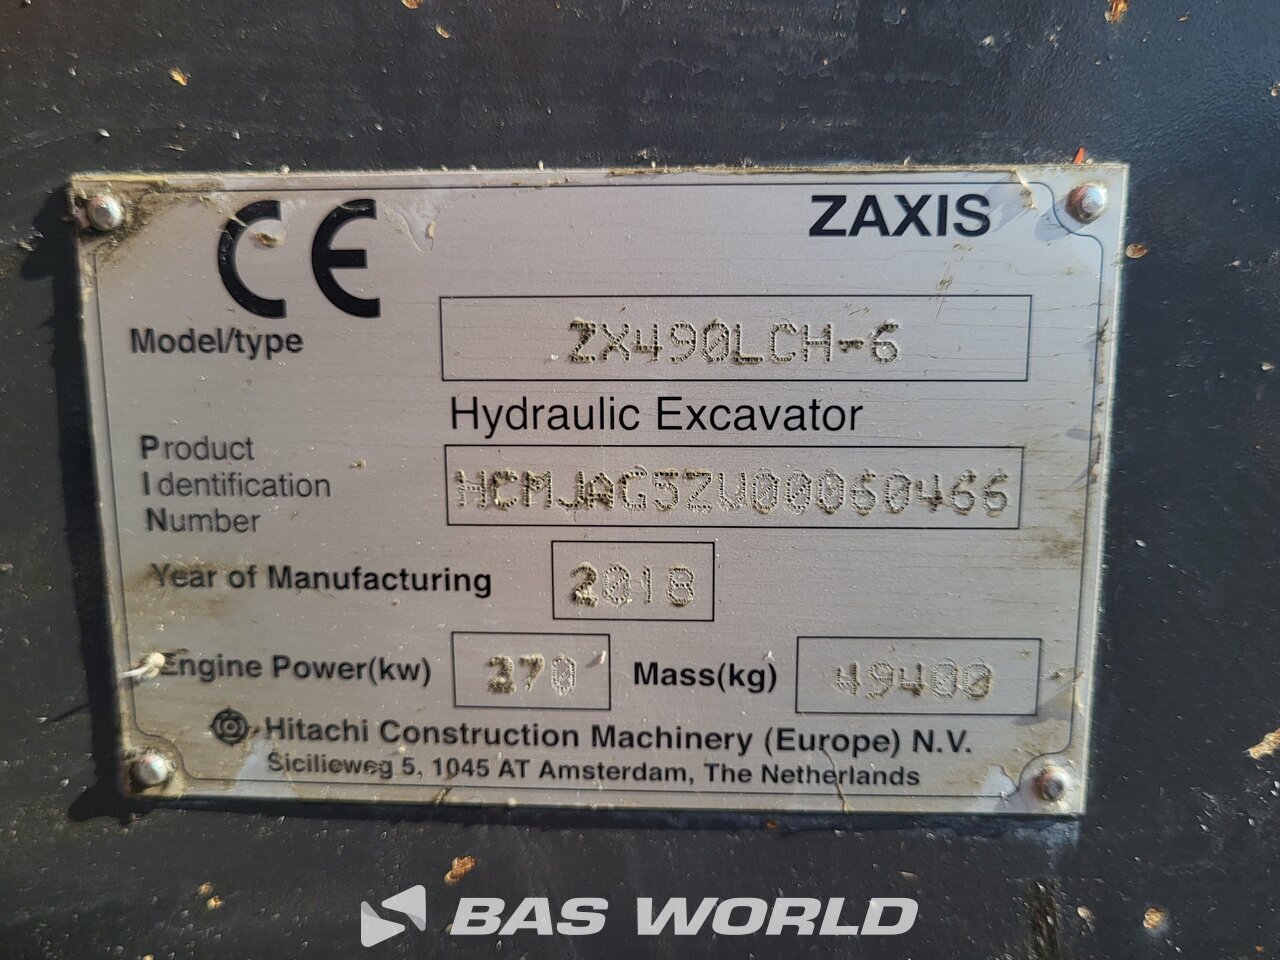 CE ZAXIS
Model/type ZX490LCH-6
Hydraulic Excavator
Product
Identification
Number
HCMJAG5ZW00060466
Year of Manufacturing 2018
Engine Power(kw) 270 Mass(kg) 49400
Hitachi Construction Machinery (Europe) N.V.
Sicilieweg 5, 1045 AT Amsterdam, The Netherlands
BAS WORLD